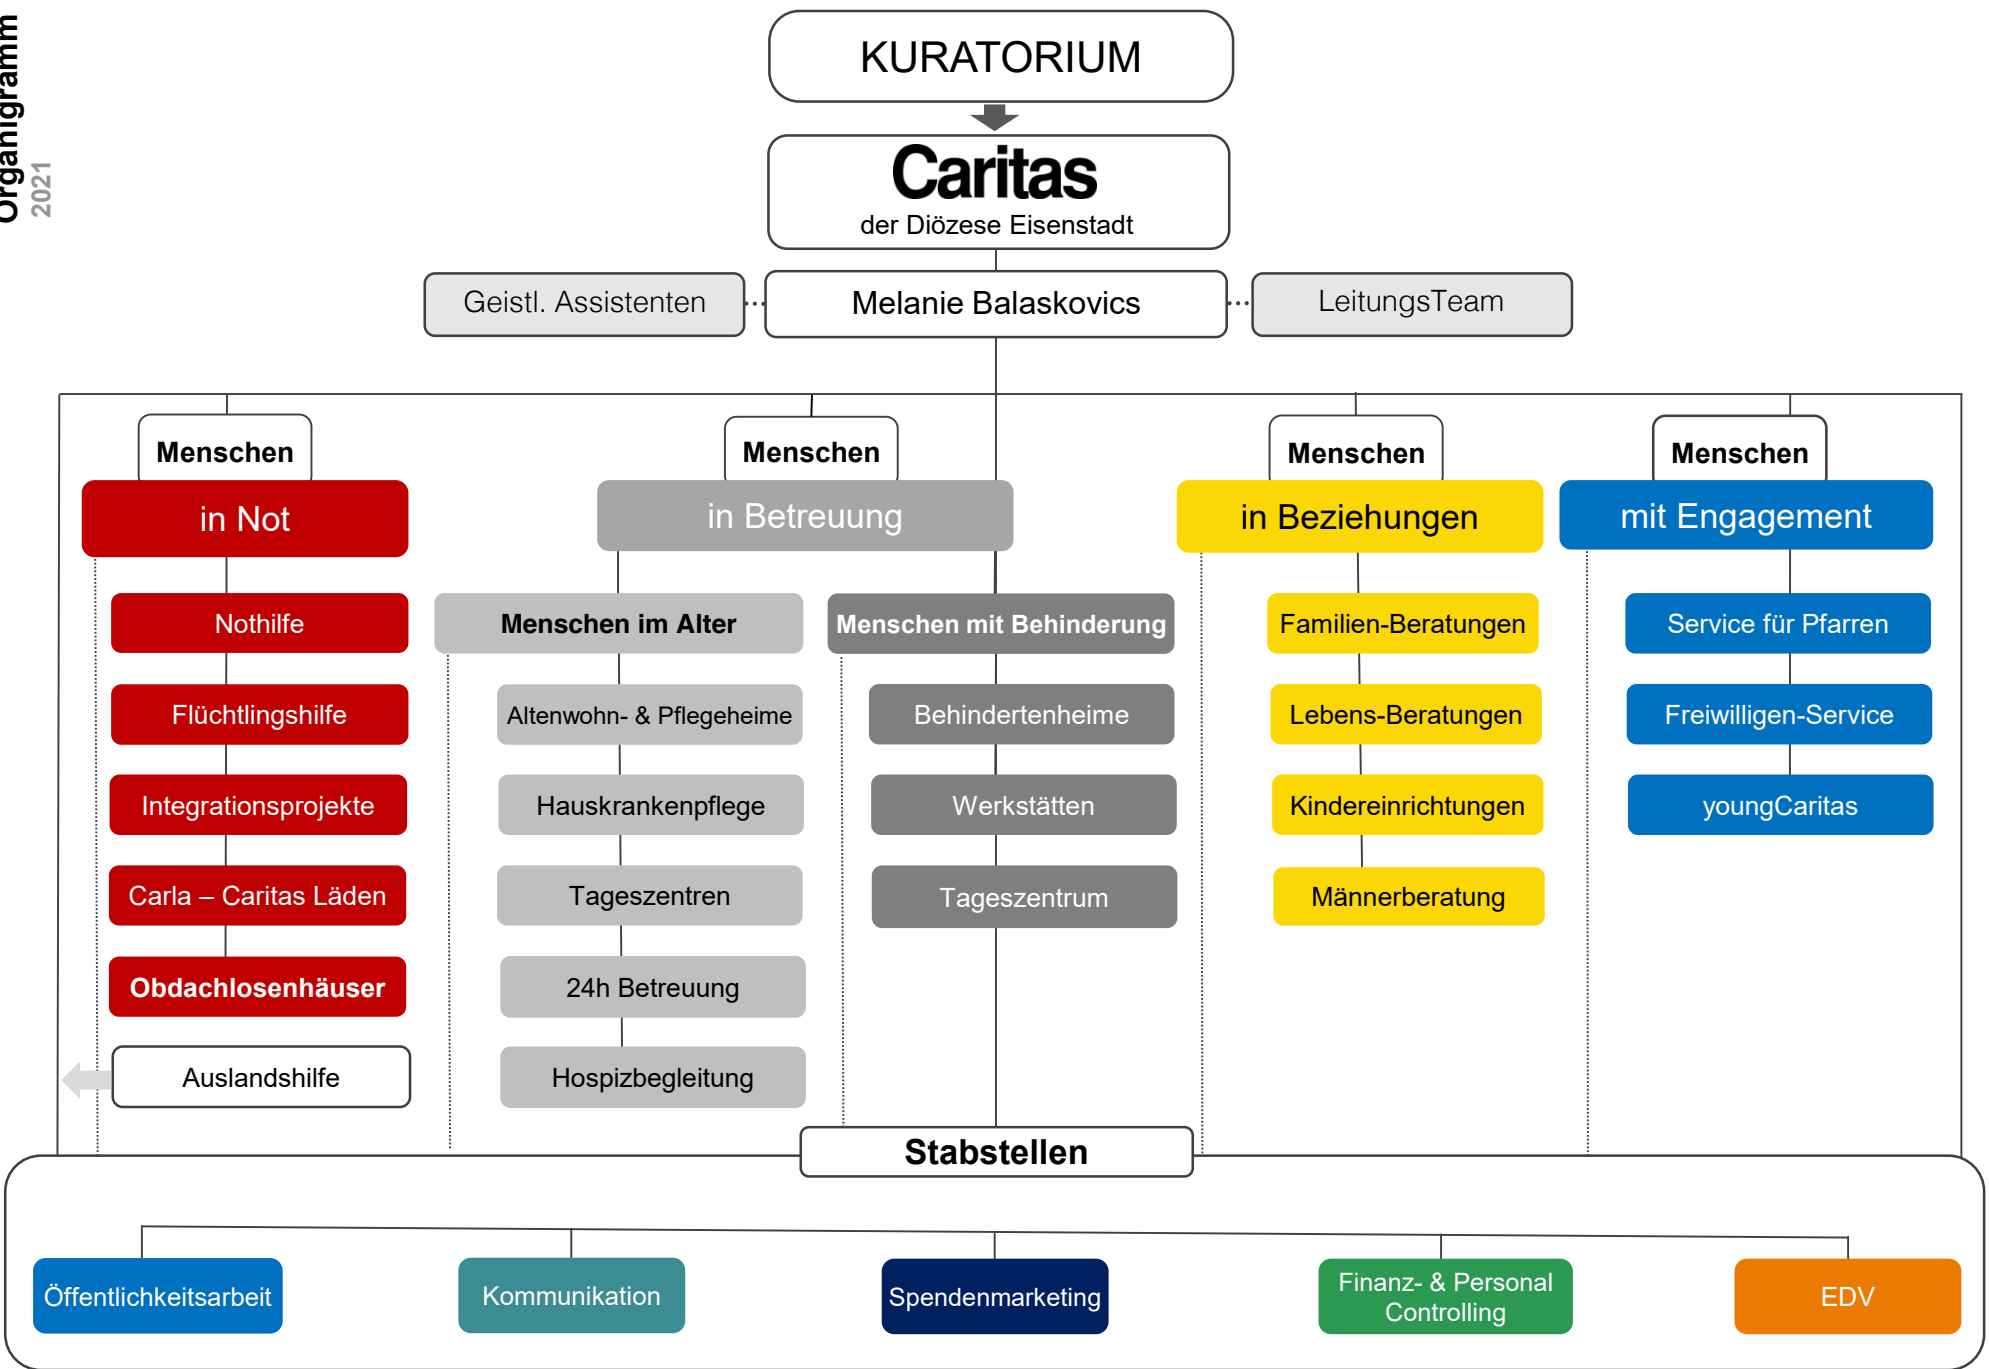 Organigramm
2021
KURATORIUM
Caritas
der Diözese Eisenstadt
Geistl. Assistenten
Melanie Balaskovics
LeitungsTeam
Menschen
in Not
Nothilfe
Flüchtlingshilfe
Integrationsprojekte
Carla – Caritas Läden
Obdachlosenhäuser
Auslandshilfe
Menschen
in Betreuung
Menschen im Alter
Altenwohn- & Pflegeheime
Hauskrankenpflege
Tageszentren
24h Betreuung
Hospizbegleitung
Menschen mit Behinderung
Behindertenheime
Werkstätten
Tageszentrum
Menschen
in Beziehungen
Familien-Beratungen
Lebens-Beratungen
Kindereinrichtungen
Männerberatung
Menschen
mit Engagement
Service für Pfarren
Freiwilligen-Service
youngCaritas
Stabstellen
Öffentlichkeitsarbeit
Kommunikation
Spendenmarketing
Finanz- & Personal
Controlling
EDV